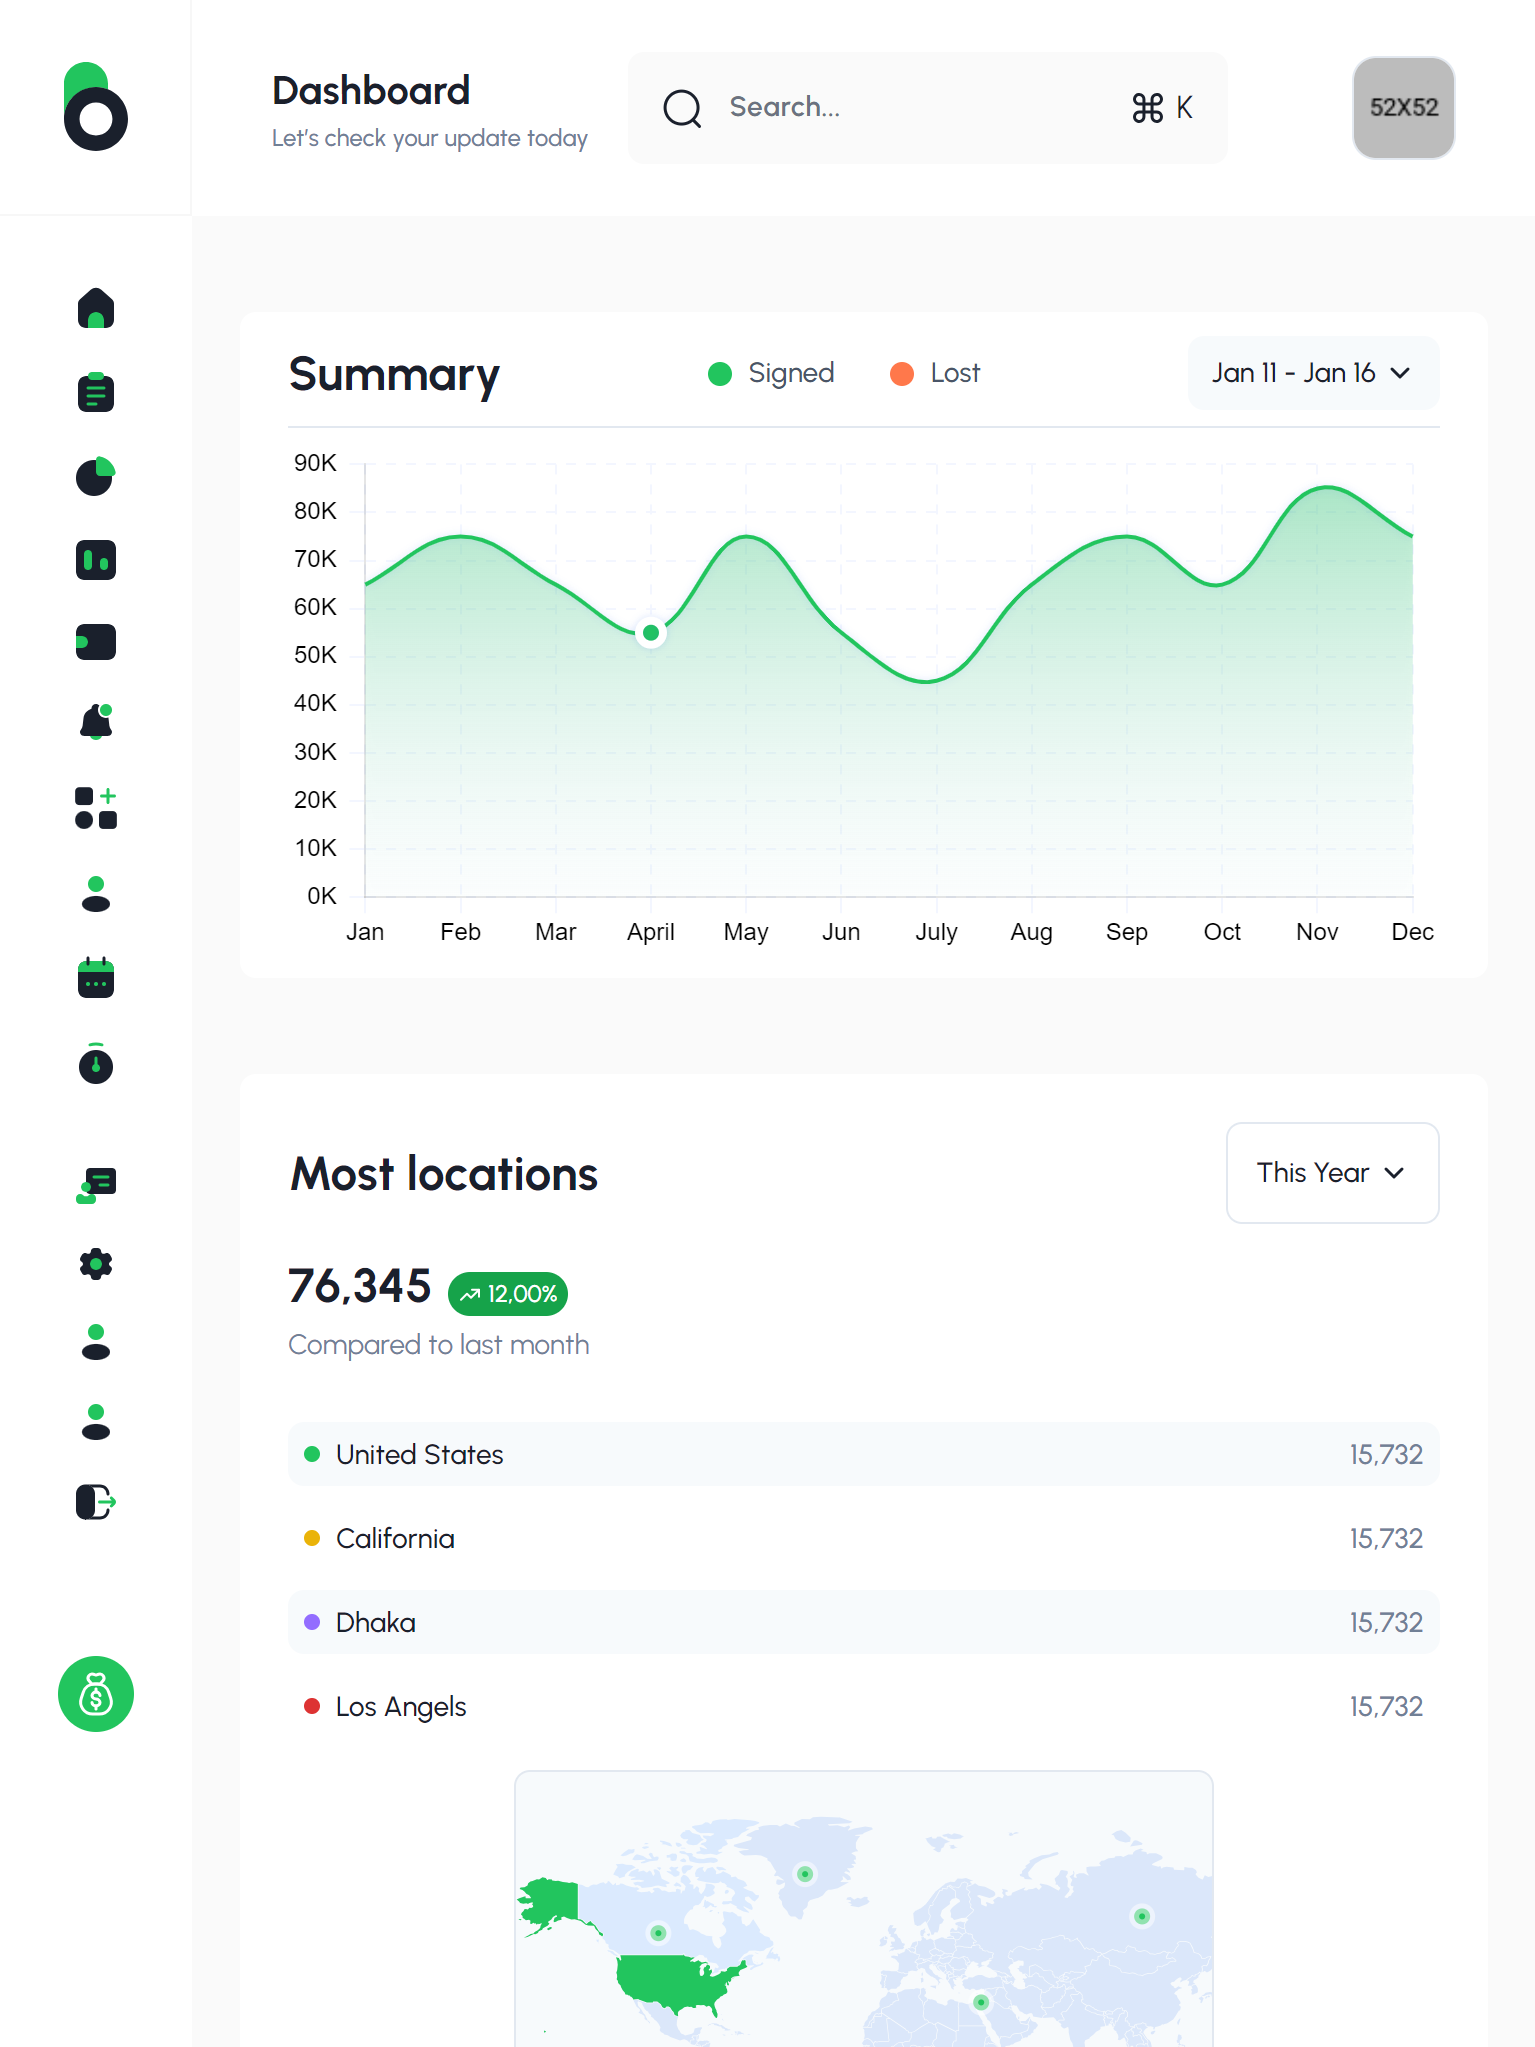 Dashboard
Let's check your update today
Search...
⌘ K
52X52
Summary
Signed
Lost
Jan 11 - Jan 16
90K
80K
70K
60K
50K
40K
30K
20K
10K
0K
Jan Feb Mar April May Jun July Aug Sep Oct Nov Dec
Most locations
This Year
76,345
12,00%
Compared to last month
United States 15,732
California 15,732
Dhaka 15,732
Los Angels 15,732